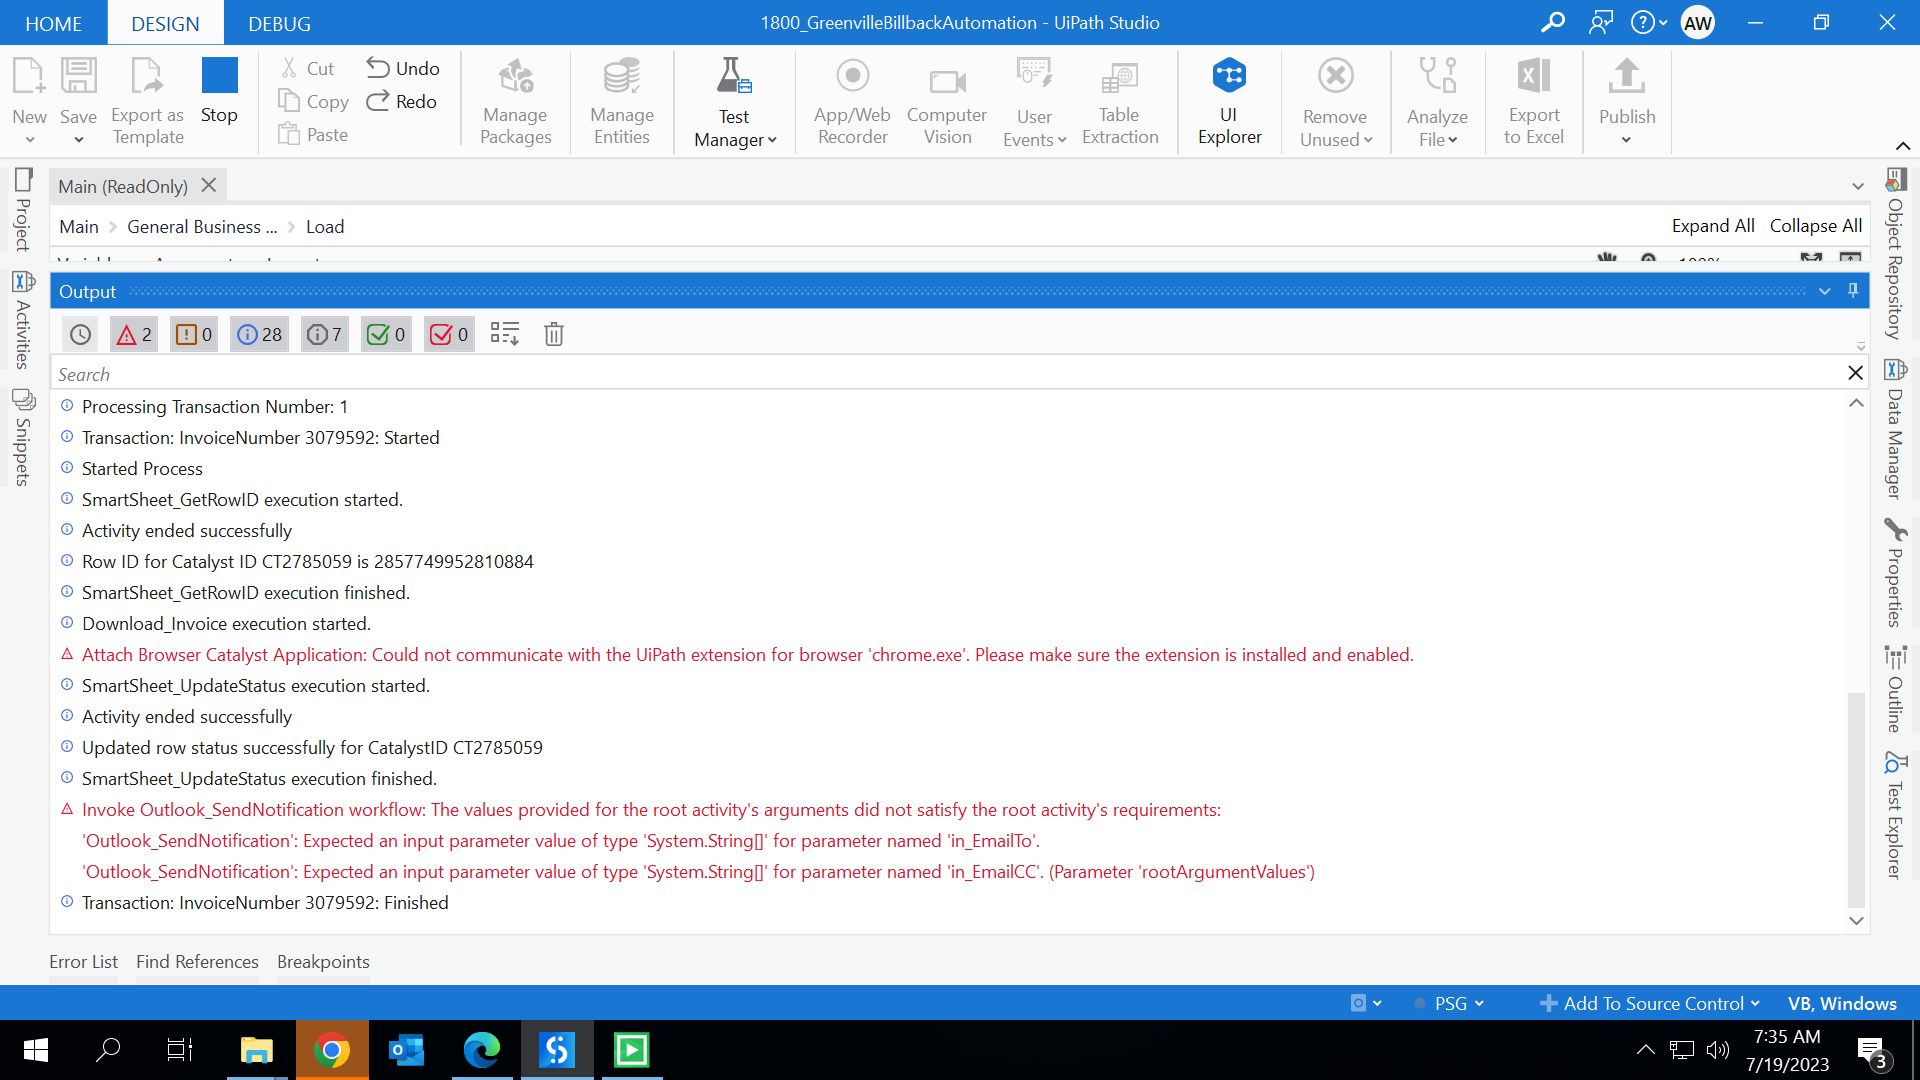 HOME DESIGN DEBUG 1800_GreenvilleBillbackAutomation - UiPath Studio AW
New Save Export as Template Stop
Cut Undo
Copy Redo
Paste
Manage Packages
Manage Entities
Test Manager
App/Web Recorder
Computer Vision
User Events
Table Extraction
UI Explorer
Remove Unused
Analyze File
Export to Excel
Publish
Main (ReadOnly)
Main General Business ... Load Expand All Collapse All
Project
Activities
Snippets
Output
2 0 28 7 0 0
Search
Processing Transaction Number: 1
Transaction: InvoiceNumber 3079592: Started
Started Process
SmartSheet_GetRowID execution started.
Activity ended successfully
Row ID for Catalyst ID CT2785059 is 2857749952810884
SmartSheet_GetRowID execution finished.
Download_Invoice execution started.
Attach Browser Catalyst Application: Could not communicate with the UiPath extension for browser 'chrome.exe'. Please make sure the extension is installed and enabled.
SmartSheet_UpdateStatus execution started.
Activity ended successfully
Updated row status successfully for CatalystID CT2785059
SmartSheet_UpdateStatus execution finished.
Invoke Outlook_SendNotification workflow: The values provided for the root activity's arguments did not satisfy the root activity's requirements:
'Outlook_SendNotification': Expected an input parameter value of type 'System.String[]' for parameter named 'in_EmailTo'.
'Outlook_SendNotification': Expected an input parameter value of type 'System.String[]' for parameter named 'in_EmailCC'. (Parameter 'rootArgumentValues')
Transaction: InvoiceNumber 3079592: Finished
Object Repository
Data Manager
Properties
Outline
Test Explorer
Error List Find References Breakpoints
PSG Add To Source Control VB, Windows
7:35 AM
7/19/2023
3